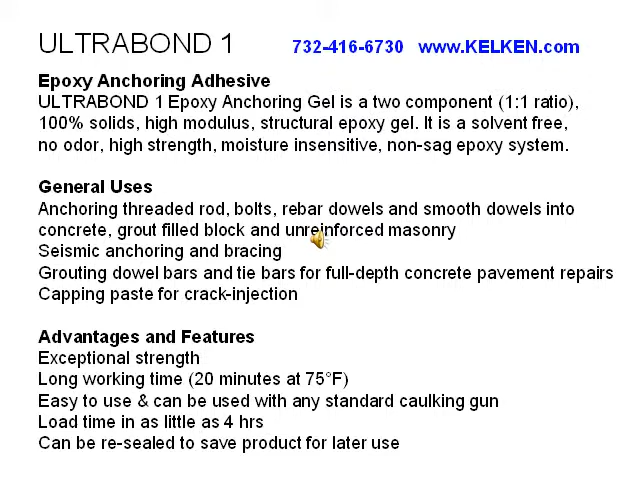 ULTRABOND 1 732-416-6730 www.KELKEN.com
Epoxy Anchoring Adhesive
ULTRABOND 1 Epoxy Anchoring Gel is a two component (1:1 ratio),
100% solids, high modulus, structural epoxy gel. It is a solvent free,
no odor, high strength, moisture insensitive, non-sag epoxy system.
General Uses
Anchoring threaded rod, bolts, rebar dowels and smooth dowels into
concrete, grout filled block and unreinforced masonry
Seismic anchoring and bracing
Grouting dowel bars and tie bars for full-depth concrete pavement repairs
Capping paste for crack-injection
Advantages and Features
Exceptional strength
Long working time (20 minutes at 75°F)
Easy to use & can be used with any standard caulking gun
Load time in as little as 4 hrs
Can be re-sealed to save product for later use